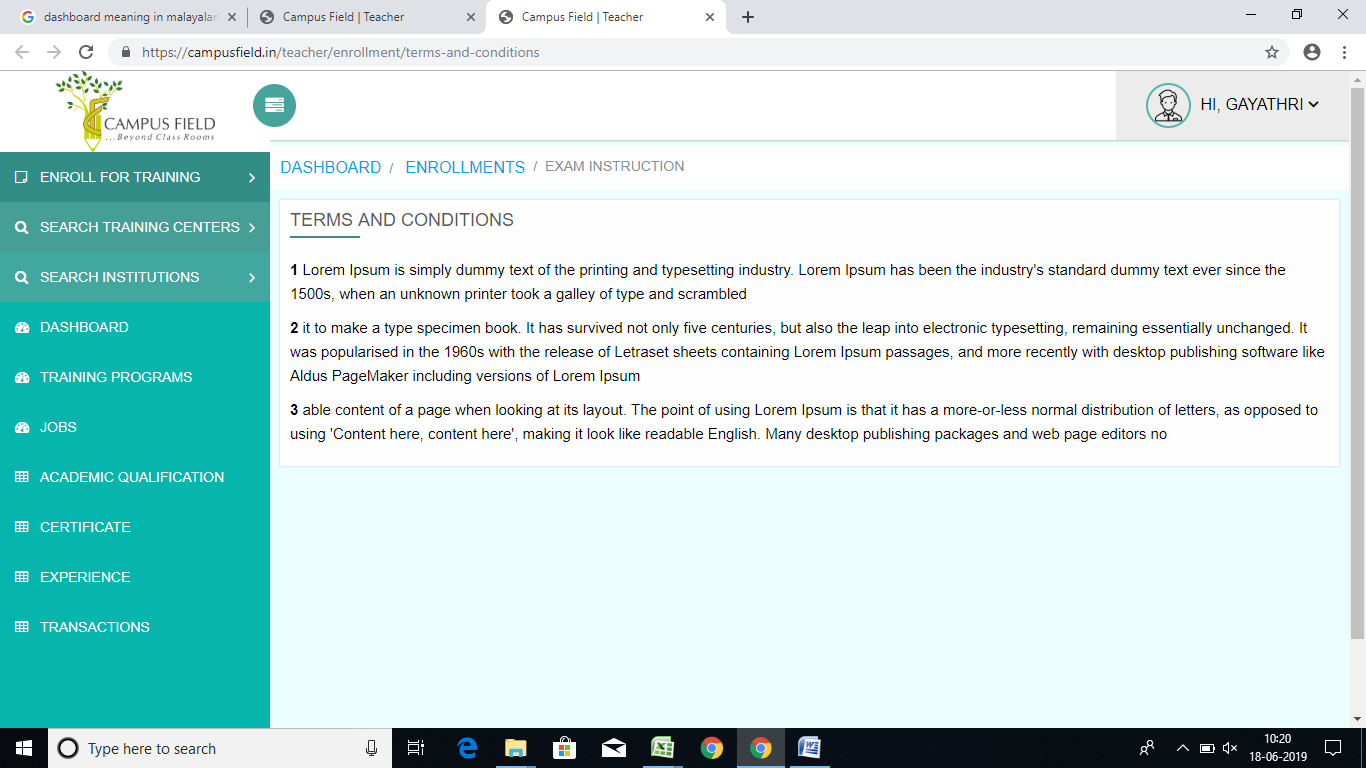 dashboard meaning in malayalan
Campus Field | Teacher
Campus Field | Teacher
https://campusfield.in/teacher/enrollment/terms-and-conditions
CAMPUS FIELD
...Beyond Class Rooms
HI, GAYATHRI
ENROLL FOR TRAINING
SEARCH TRAINING CENTERS
SEARCH INSTITUTIONS
DASHBOARD
TRAINING PROGRAMS
JOBS
ACADEMIC QUALIFICATION
CERTIFICATE
EXPERIENCE
TRANSACTIONS
DASHBOARD / ENROLLMENTS / EXAM INSTRUCTION
TERMS AND CONDITIONS
1 Lorem Ipsum is simply dummy text of the printing and typesetting industry. Lorem Ipsum has been the industry's standard dummy text ever since the
1500s, when an unknown printer took a galley of type and scrambled
2 it to make a type specimen book. It has survived not only five centuries, but also the leap into electronic typesetting, remaining essentially unchanged. It
was popularised in the 1960s with the release of Letraset sheets containing Lorem Ipsum passages, and more recently with desktop publishing software like
Aldus PageMaker including versions of Lorem Ipsum
3 able content of a page when looking at its layout. The point of using Lorem Ipsum is that it has a more-or-less normal distribution of letters, as opposed to
using 'Content here, content here', making it look like readable English. Many desktop publishing packages and web page editors no
Type here to search
10:20
18-06-2019